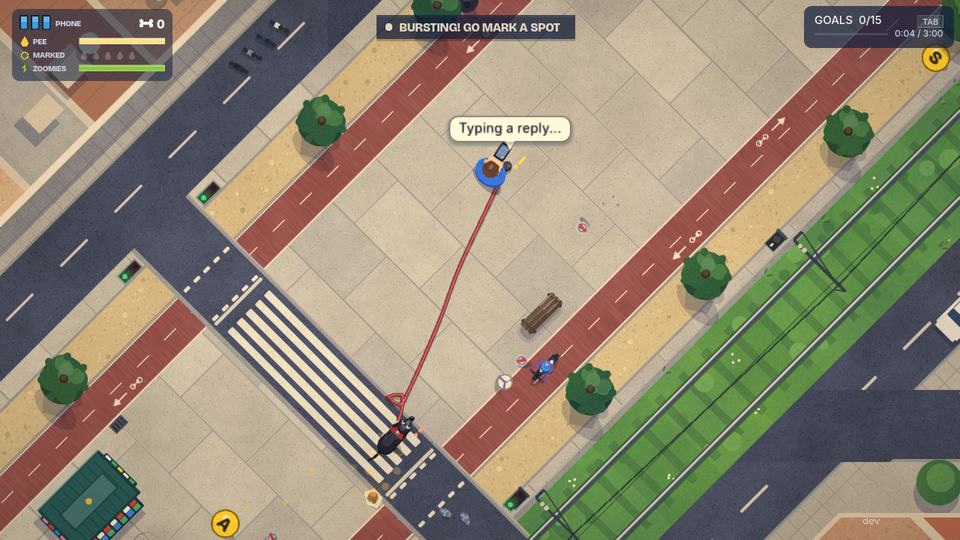 PHONE 0
PEE
MARKED
ZOOMIES
BURSTING! GO MARK A SPOT
GOALS 0/15 TAB
0:04 / 3:00
S
Typing a reply...
A
dev